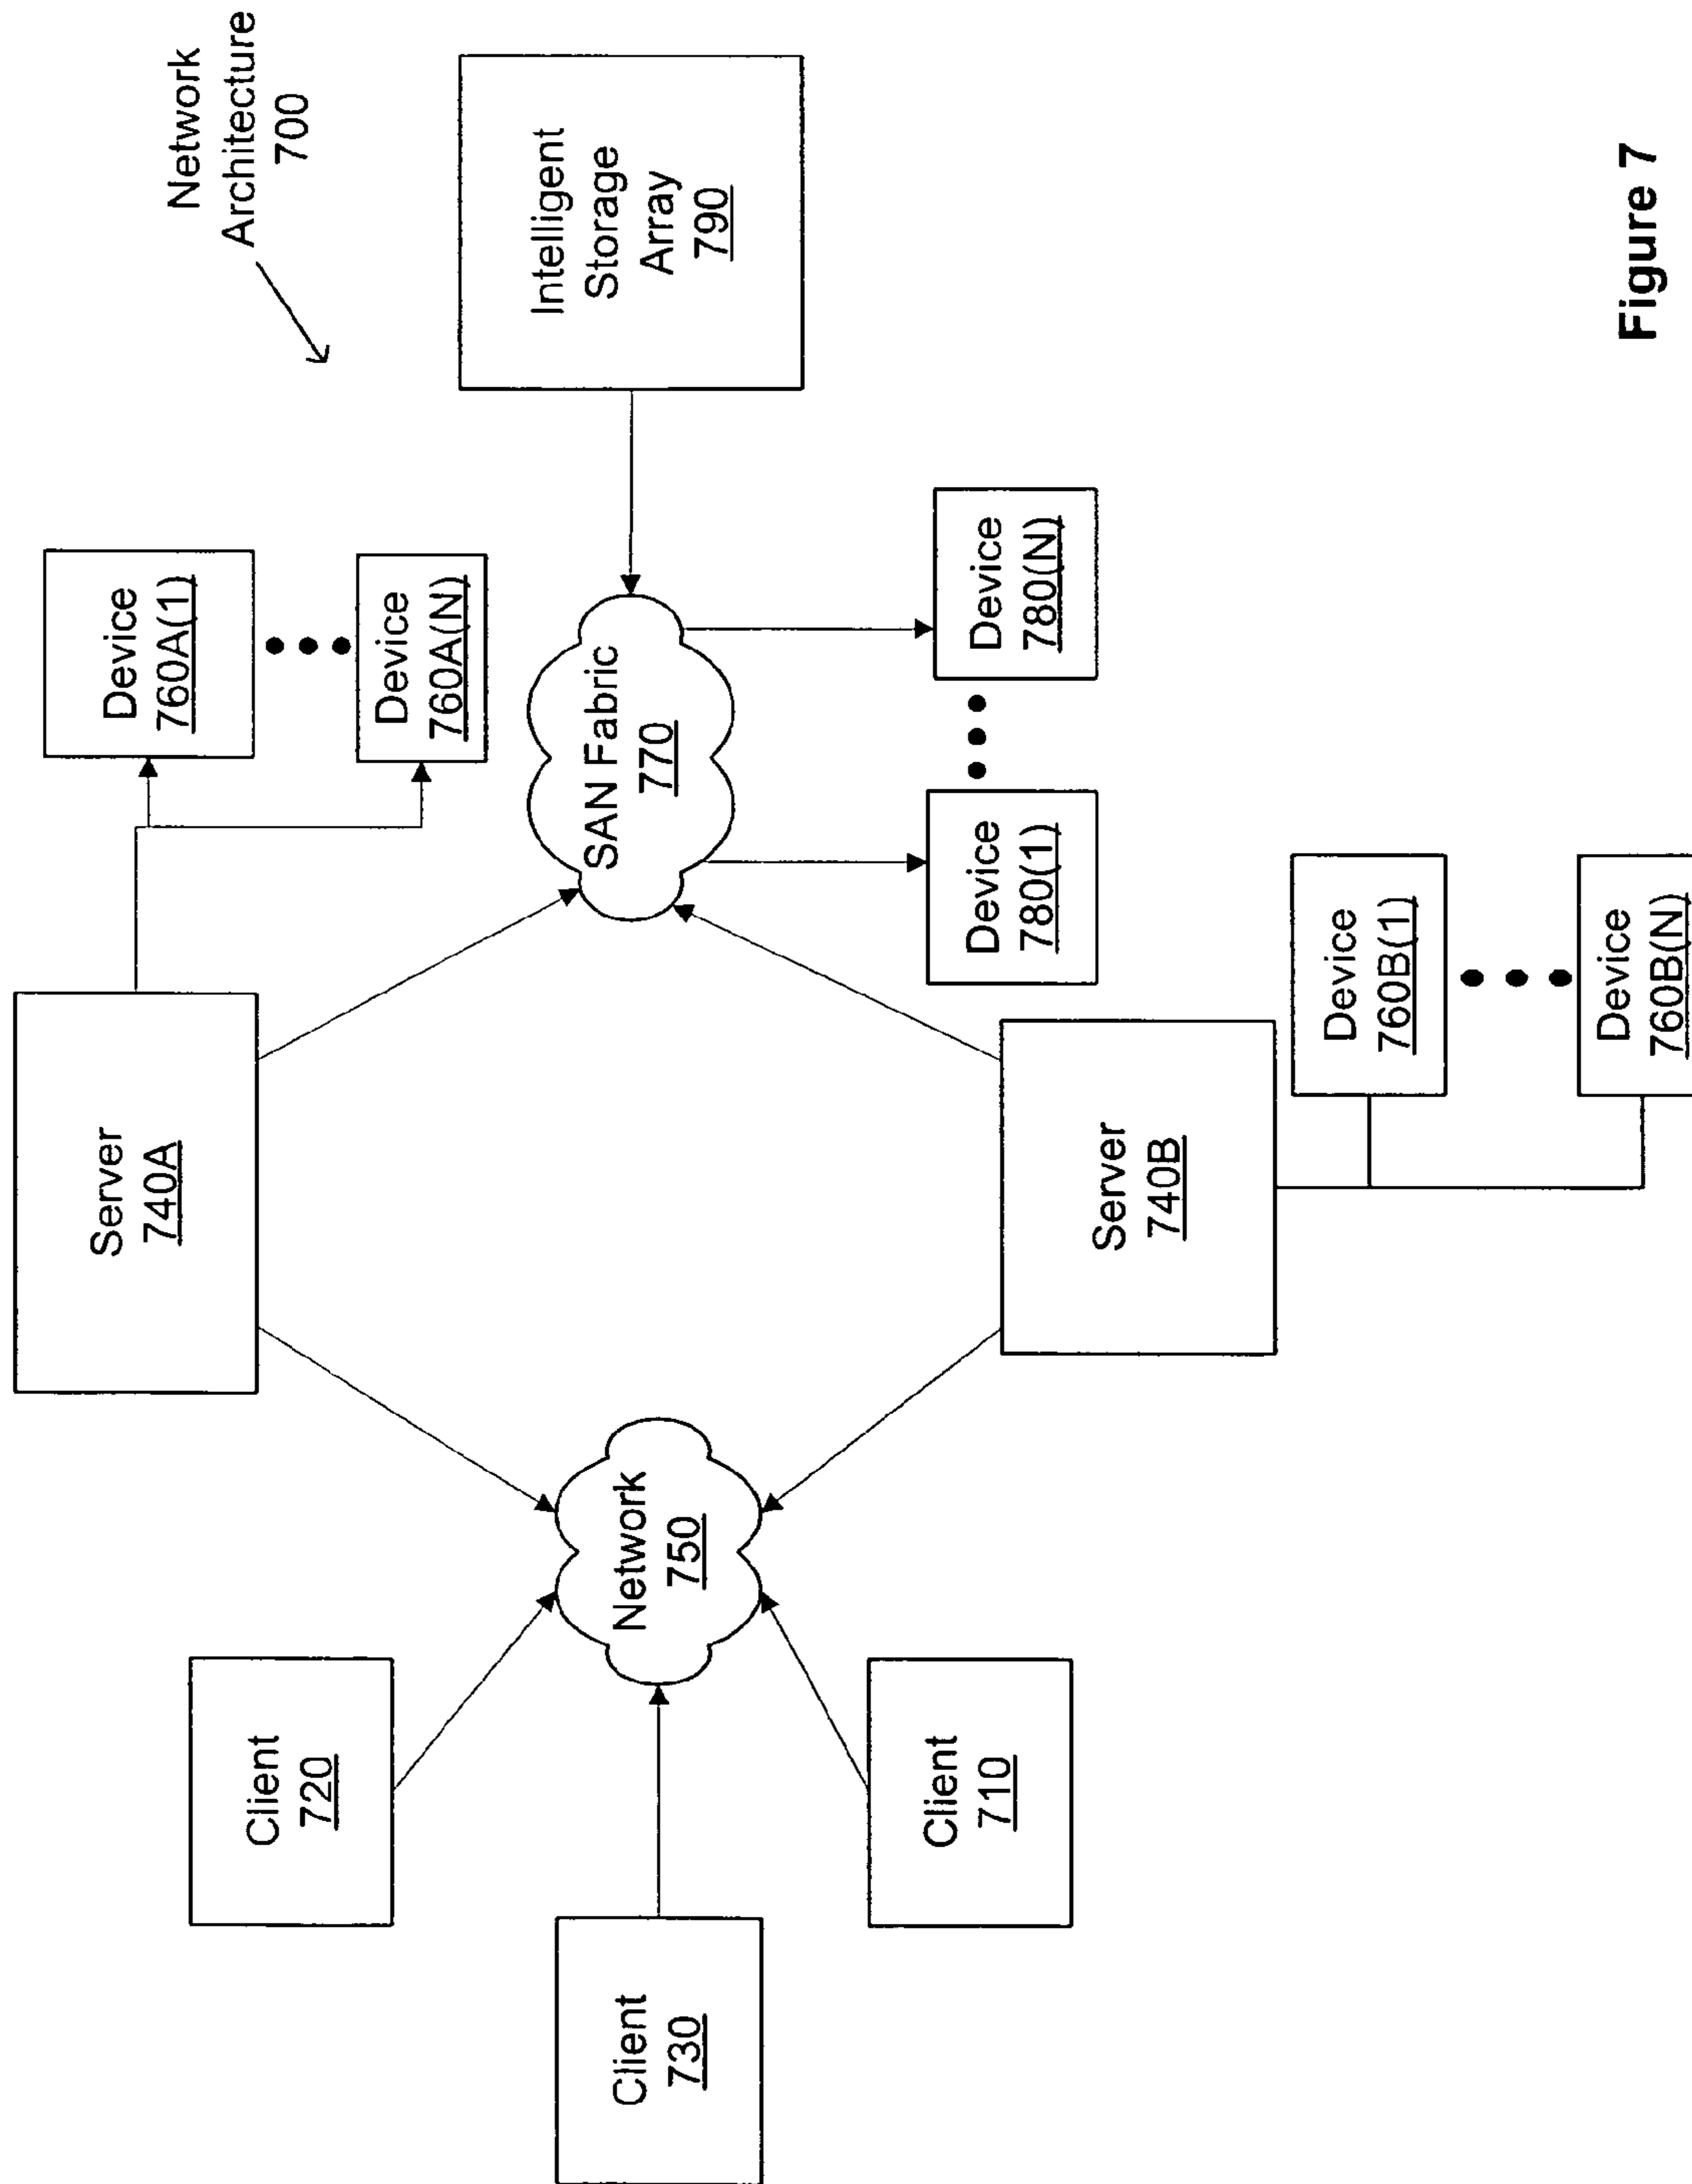 Network
Architecture
700
Device
760A(1)
Device
760A(N)
Server
740A
Intelligent
Storage
Array
790
SAN Fabric
770
Client
720
Network
750
Client
730
Client
710
Device
780(1)
Device
780(N)
Server
740B
Device
760B(1)
Device
760B(N)
Figure 7